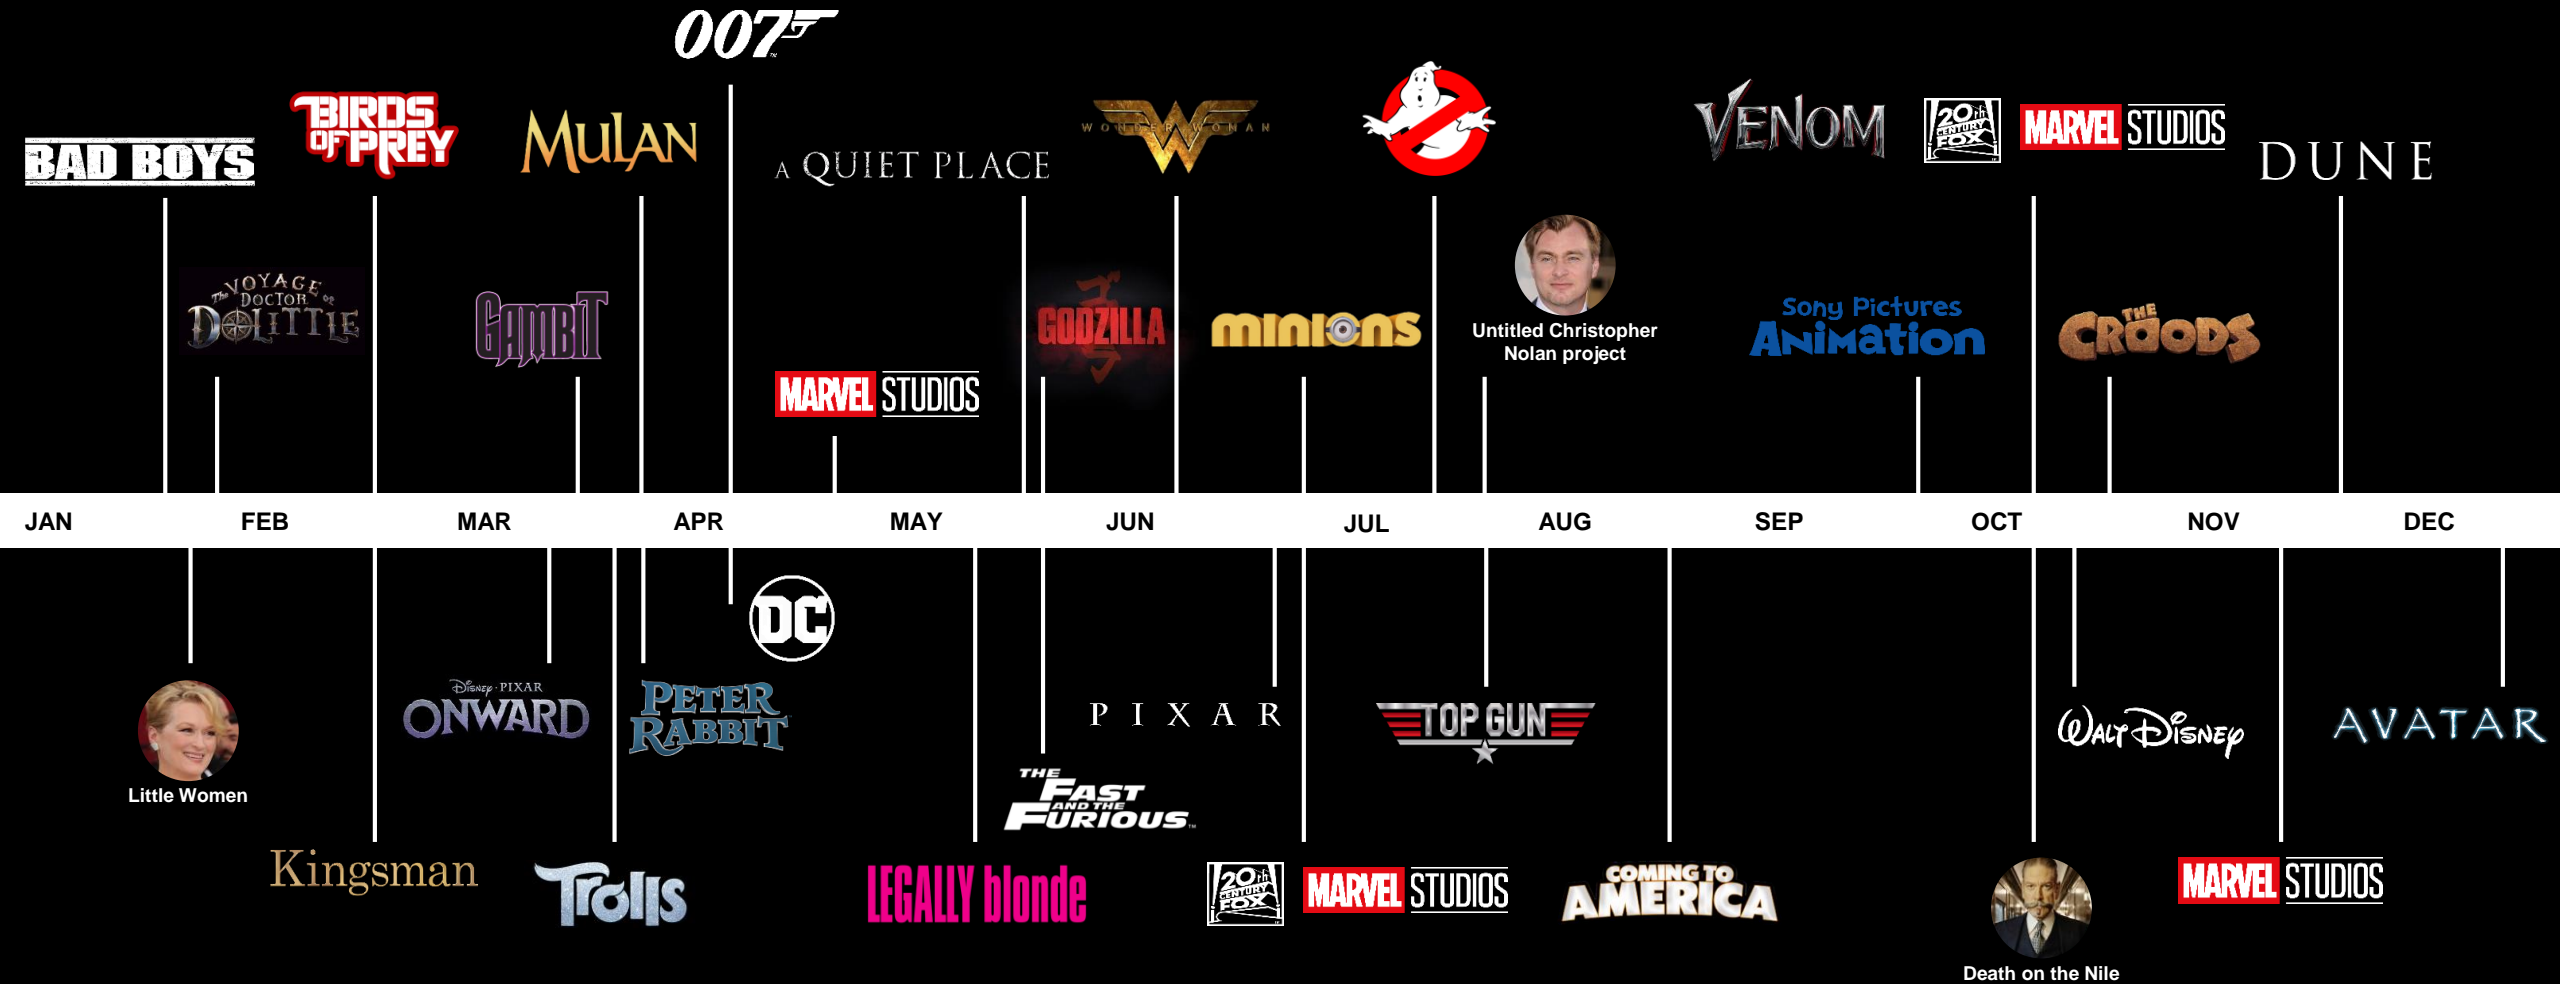 007
BIRDS
OF PREY
MULAN
BAD BOYS
A QUIET PLACE
WONDER WOMAN
VENOM
20th
CENTURY
FOX
MARVEL STUDIOS
DUNE
The VOYAGE of
DOCTOR
DOLITTLE
GAMBIT
MARVEL STUDIOS
ゴジラ
GODZILLA
MINIONS
Untitled Christopher
Nolan project
Sony Pictures
Animation
THE
CROODS
JAN FEB MAR APR MAY JUN JUL AUG SEP OCT NOV DEC
Little Women
Kingsman
DISNEY · PIXAR
ONWARD
Trolls
PETER
RABBIT
DC
LEGALLY blonde
THE
FAST
AND THE
FURIOUS
PIXAR
20th
CENTURY
FOX
MARVEL STUDIOS
TOP GUN
COMING TO
AMERICA
Death on the Nile
WALT DISNEY
MARVEL STUDIOS
AVATAR